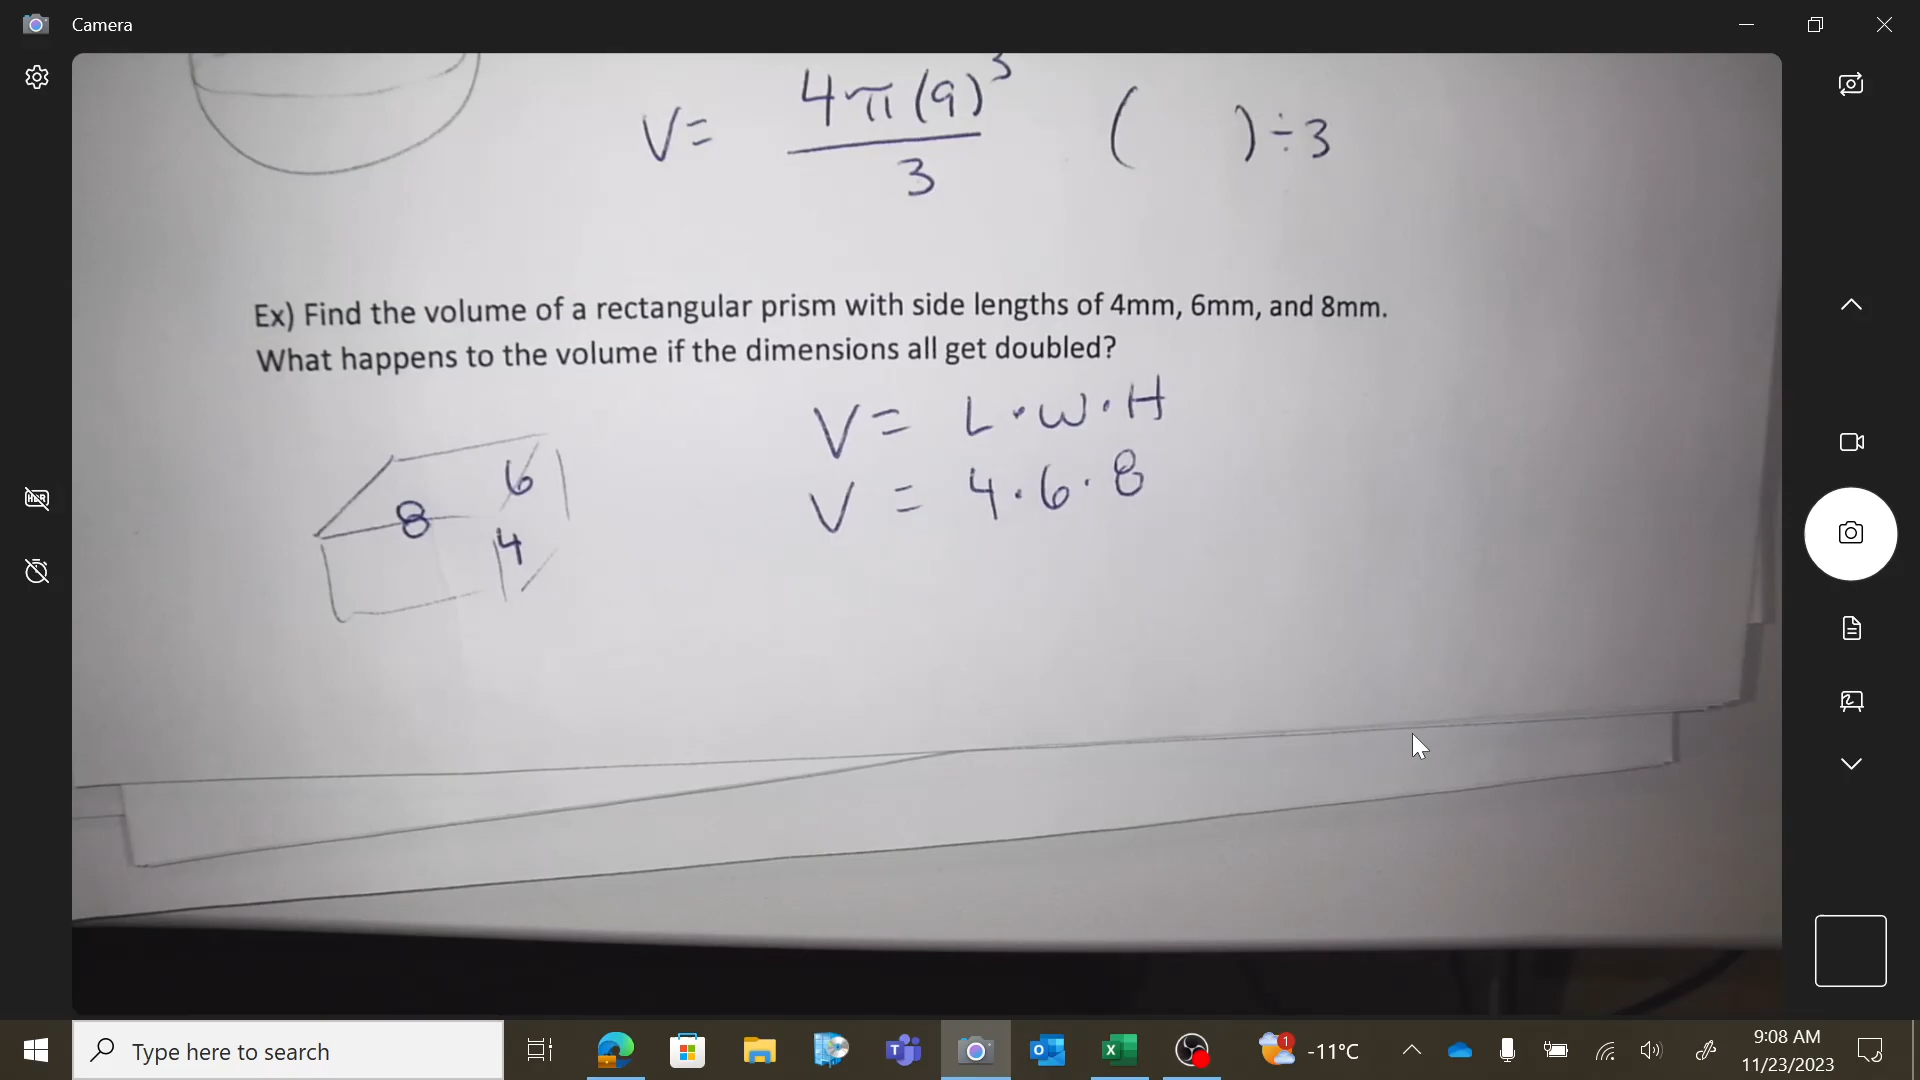 Camera
V= 4π(9)³ ( ) ÷ 3
3
Ex) Find the volume of a rectangular prism with side lengths of 4mm, 6mm, and 8mm.
What happens to the volume if the dimensions all get doubled?
V = L · W · H
V = 4 · 6 · 8
6
8
4
Type here to search
1
-11°C
9:08 AM
11/23/2023